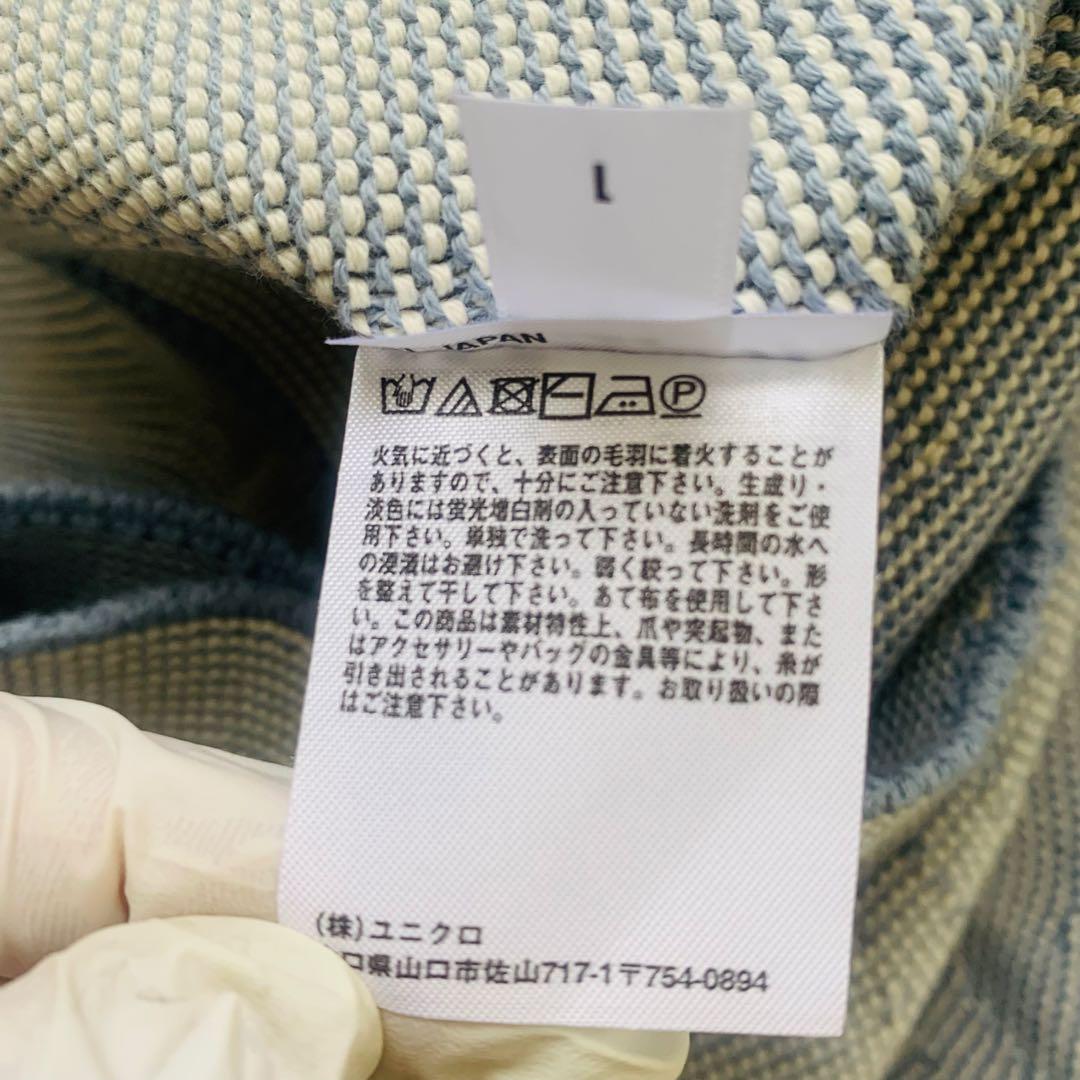 L
JAPAN
P
火気に近づくと、表面の毛羽に着火することが
ありますので、十分にご注意下さい。生成り・
淡色には蛍光増白剤の入っていない洗剤をご使
用下さい。単独で洗って下さい。長時間の水へ
の浸漬はお避け下さい。弱く絞って下さい。形
を整えて干して下さい。あて布を使用して下さ
い。この商品は素材特性上、爪や突起物、また
はアクセサリーやバッグの金具等により、糸が
引き出されることがあります。お取り扱いの際
はご注意下さい。
(株)ユニクロ
口県山口市佐山717-1〒754-0894